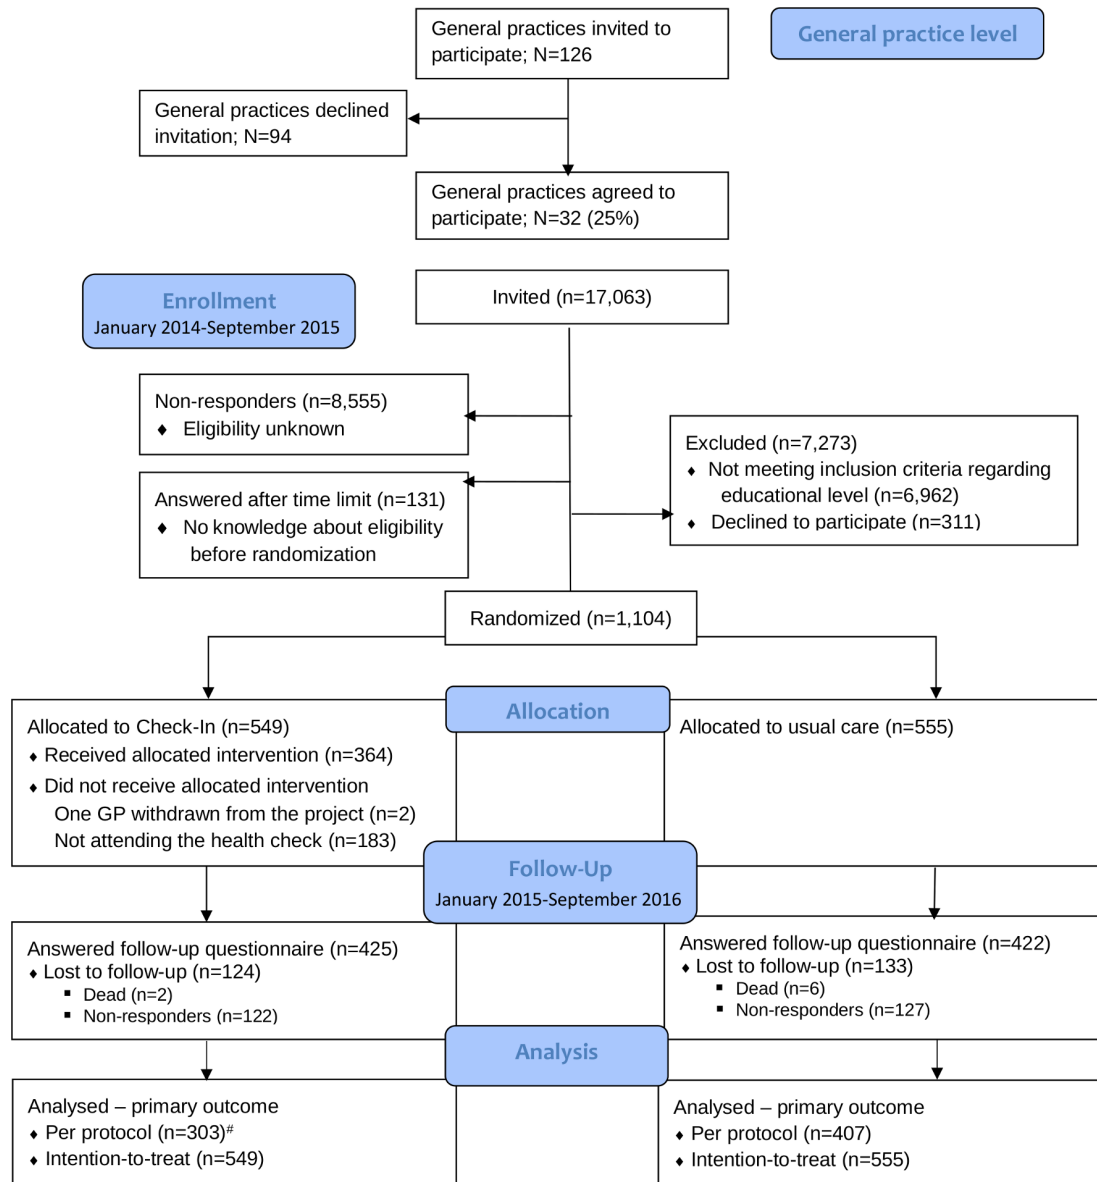 General practices invited to
participate; N=126
General practice level
General practices declined
invitation; N=94
General practices agreed to
participate; N=32 (25%)
Enrollment
January 2014-September 2015
Invited (n=17,063)
Non-responders (n=8,555)
♦ Eligibility unknown
Excluded (n=7,273)
♦ Not meeting inclusion criteria regarding
educational level (n=6,962)
♦ Declined to participate (n=311)
Answered after time limit (n=131)
♦ No knowledge about eligibility
before randomization
Randomized (n=1,104)
Allocation
Allocated to Check-In (n=549)
♦ Received allocated intervention (n=364)
♦ Did not receive allocated intervention
One GP withdrawn from the project (n=2)
Not attending the health check (n=183)
Allocated to usual care (n=555)
Follow-Up
January 2015-September 2016
Answered follow-up questionnaire (n=425)
♦ Lost to follow-up (n=124)
▪ Dead (n=2)
▪ Non-responders (n=122)
Answered follow-up questionnaire (n=422)
♦ Lost to follow-up (n=133)
▪ Dead (n=6)
▪ Non-responders (n=127)
Analysis
Analysed – primary outcome
♦ Per protocol (n=303)#
♦ Intention-to-treat (n=549)
Analysed – primary outcome
♦ Per protocol (n=407)
♦ Intention-to-treat (n=555)